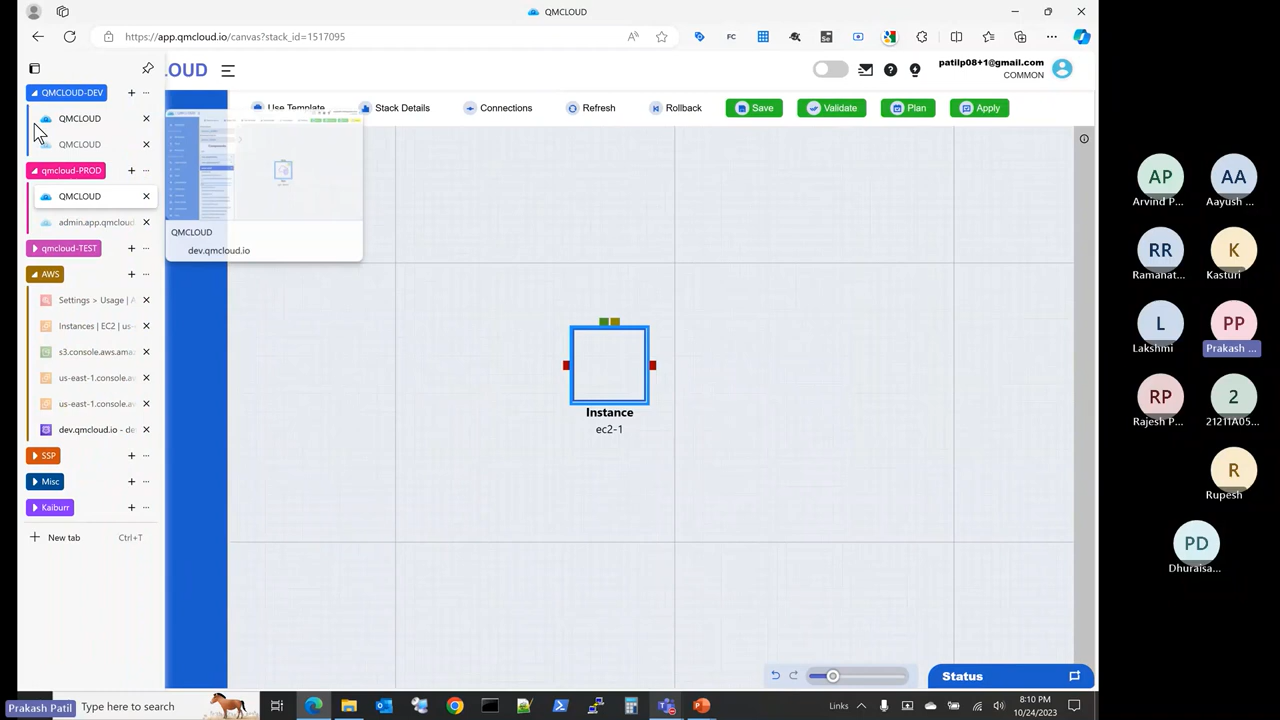 QMCLOUD
https://app.qmcloud.io/canvas?stack_id=1517095
FC
LOUD
patilp08+1@gmail.com
COMMON
Use Template
Stack Details
Connections
Refresh
Rollback
Save
Validate
Plan
Apply
QMCLOUD-DEV
QMCLOUD
QMCLOUD
qmcloud-PROD
QMCLOUD
admin.app.qmcloud
qmcloud-TEST
AWS
Settings > Usage | A
Instances | EC2 | us-
s3.console.aws.ama
us-east-1.console.av
us-east-1.console.av
dev.qmcloud.io - de
SSP
Misc
Kaiburr
New tab
Ctrl+T
QMCLOUD
dev.qmcloud.io
Instance
ec2-1
Status
AP
Arvind P...
AA
Aayush ...
RR
Ramanat...
K
Kasturi
L
Lakshmi
PP
Prakash ...
RP
Rajesh P...
2
21211A05...
R
Rupesh
PD
Dhuraisa...
Prakash Patil
Type here to search
Links
8:10 PM
10/24/2023